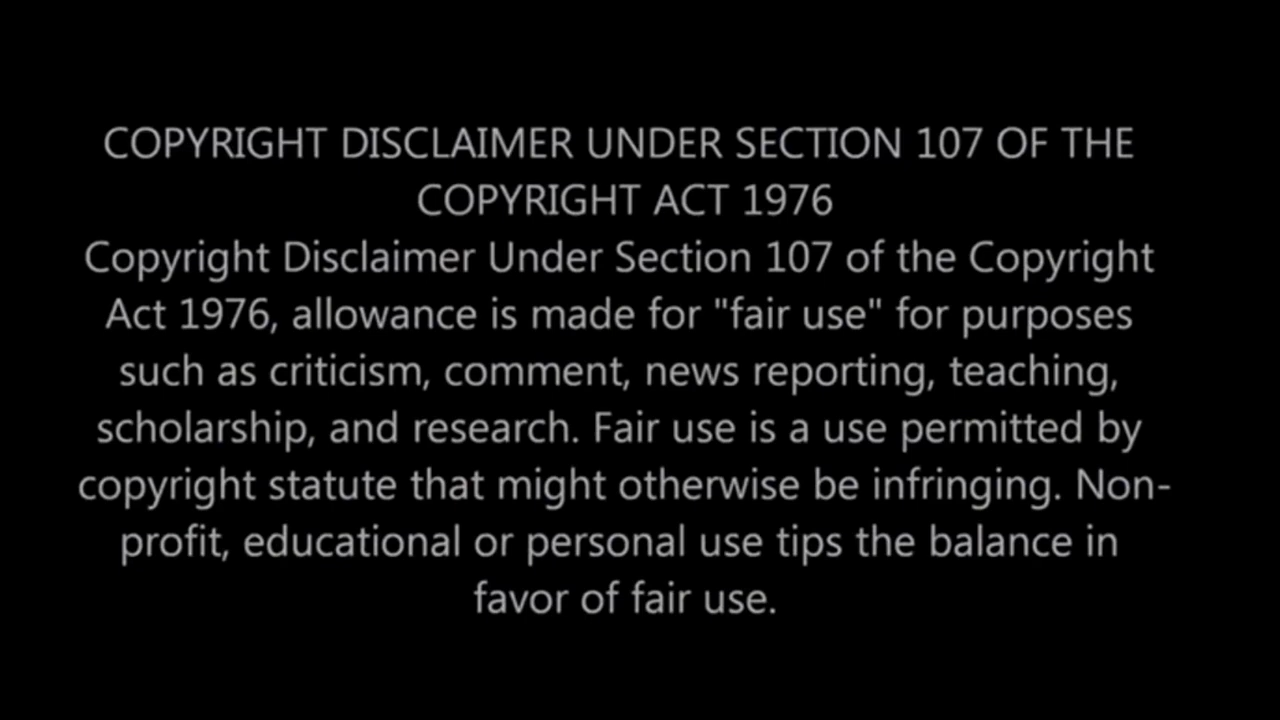 COPYRIGHT DISCLAIMER UNDER SECTION 107 OF THE
COPYRIGHT ACT 1976
Copyright Disclaimer Under Section 107 of the Copyright
Act 1976, allowance is made for "fair use" for purposes
such as criticism, comment, news reporting, teaching,
scholarship, and research. Fair use is a use permitted by
copyright statute that might otherwise be infringing. Non-
profit, educational or personal use tips the balance in
favor of fair use.